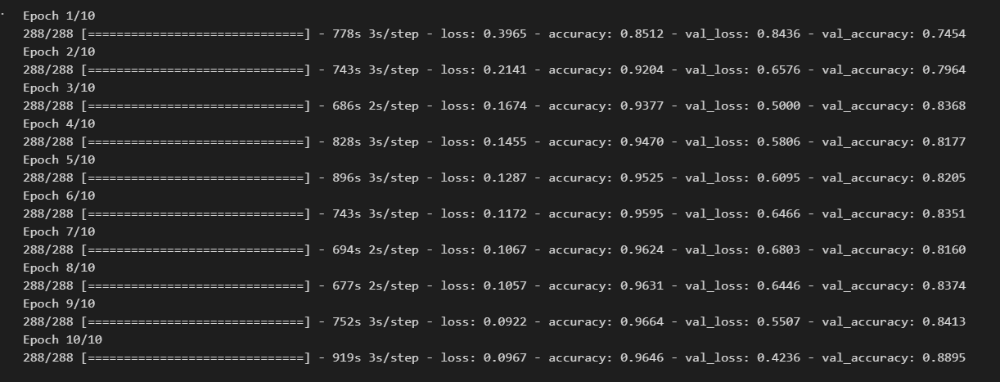 Epoch 1/10
288/288 [==============================] - 778s 3s/step - loss: 0.3965 - accuracy: 0.8512 - val_loss: 0.8436 - val_accuracy: 0.7454
Epoch 2/10
288/288 [==============================] - 743s 3s/step - loss: 0.2141 - accuracy: 0.9204 - val_loss: 0.6576 - val_accuracy: 0.7964
Epoch 3/10
288/288 [==============================] - 686s 2s/step - loss: 0.1674 - accuracy: 0.9377 - val_loss: 0.5000 - val_accuracy: 0.8368
Epoch 4/10
288/288 [==============================] - 828s 3s/step - loss: 0.1455 - accuracy: 0.9470 - val_loss: 0.5806 - val_accuracy: 0.8177
Epoch 5/10
288/288 [==============================] - 896s 3s/step - loss: 0.1287 - accuracy: 0.9525 - val_loss: 0.6095 - val_accuracy: 0.8205
Epoch 6/10
288/288 [==============================] - 743s 3s/step - loss: 0.1172 - accuracy: 0.9595 - val_loss: 0.6466 - val_accuracy: 0.8351
Epoch 7/10
288/288 [==============================] - 694s 2s/step - loss: 0.1067 - accuracy: 0.9624 - val_loss: 0.6803 - val_accuracy: 0.8160
Epoch 8/10
288/288 [==============================] - 677s 2s/step - loss: 0.1057 - accuracy: 0.9631 - val_loss: 0.6446 - val_accuracy: 0.8374
Epoch 9/10
288/288 [==============================] - 752s 3s/step - loss: 0.0922 - accuracy: 0.9664 - val_loss: 0.5507 - val_accuracy: 0.8413
Epoch 10/10
288/288 [==============================] - 919s 3s/step - loss: 0.0967 - accuracy: 0.9646 - val_loss: 0.4236 - val_accuracy: 0.8895